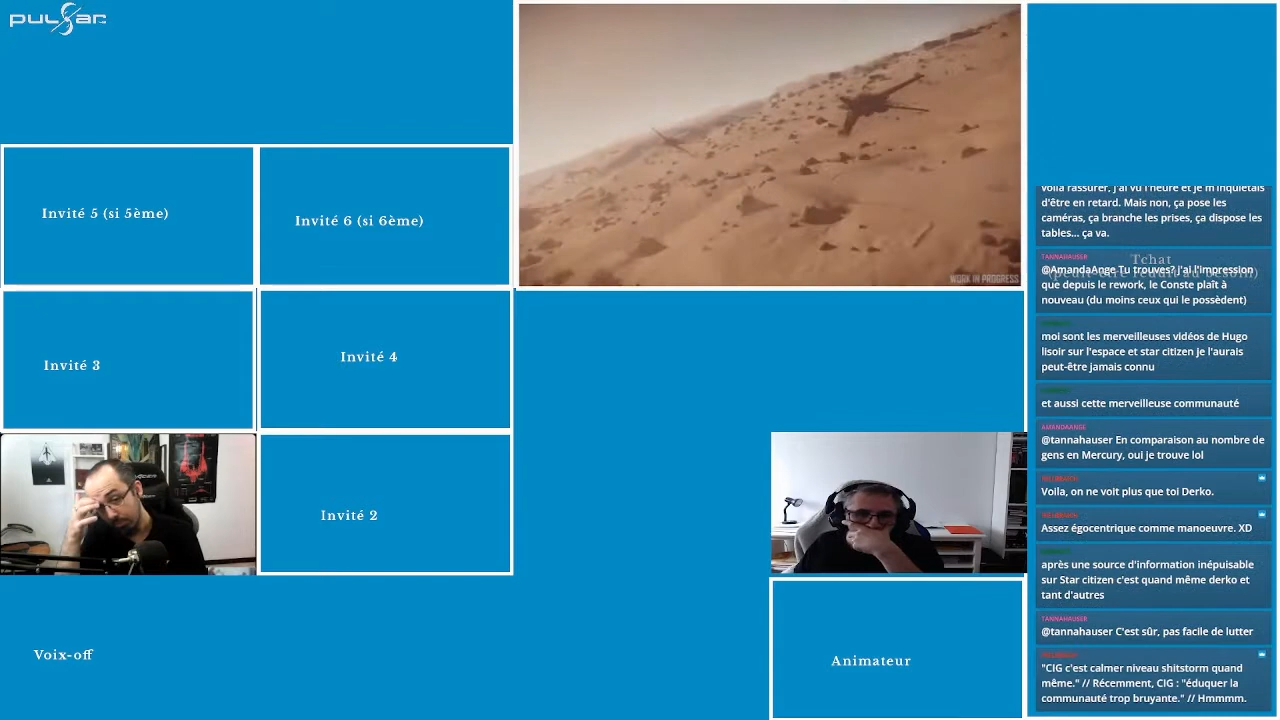 pulsar
Invité 5 (si 5ème)
Invité 6 (si 6ème)
Invité 3
Invité 4
Invité 2
Voix-off
Animateur
WORK IN PROGRESS
voilà rassurer, j'ai vu l'heure et je m'inquiétais
d'être en retard. Mais non, ça pose les
caméras, ça branche les prises, ça dispose les
tables... ça va.
Tchat
TANNAHAUSER
@AmandaAnge Tu trouves? J'ai l'impression
que depuis le rework, le Conste plaît à
nouveau (du moins ceux qui le possèdent)
moi sont les merveilleuses vidéos de Hugo
lisoir sur l'espace et star citizen je l'aurais
peut-être jamais connu
et aussi cette merveilleuse communauté
AMANDAANGE
@tannahauser En comparaison au nombre de
gens en Mercury, oui je trouve lol
Voila, on ne voit plus que toi Derko.
Assez égocentrique comme manoeuvre. XD
après une source d'information inépuisable
sur Star citizen c'est quand même derko et
tant d'autres
TANNAHAUSER
@tannahauser C'est sûr, pas facile de lutter
"CIG c'est calmer niveau shitstorm quand
même." // Récemment, CIG : "éduquer la
communauté trop bruyante." // Hmmmm.